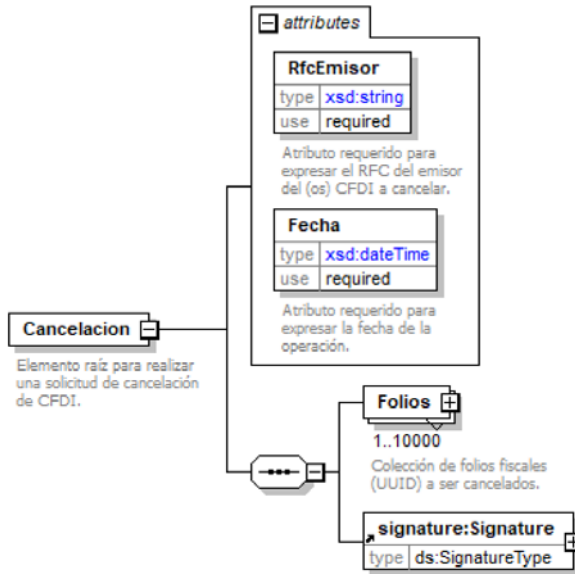 attributes
RfcEmisor
type xsd:string
use required
Atributo requerido para
expresar el RFC del emisor
del (os) CFDI a cancelar.
Fecha
type xsd:dateTime
use required
Atributo requerido para
expresar la fecha de la
operación.
Cancelacion
Elemento raíz para realizar
una solicitud de cancelación
de CFDI.
Folios
1..10000
Colección de folios fiscales
(UUID) a ser cancelados.
signature:Signature
type ds:SignatureType